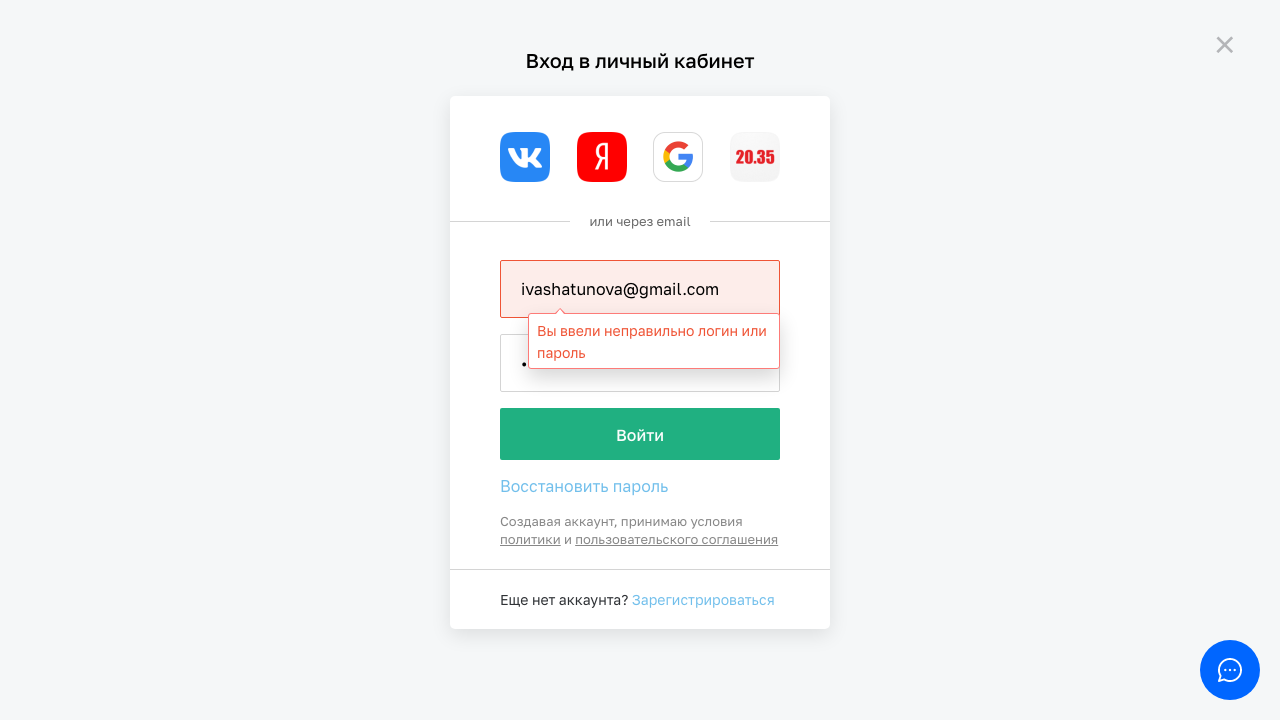 Вход в личный кабинет
20.35
или через email
ivashatunova@gmail.com
Вы ввели неправильно логин или
пароль
Войти
Восстановить пароль
Создавая аккаунт, принимаю условия
политики и пользовательского соглашения
Еще нет аккаунта? Зарегистрироваться